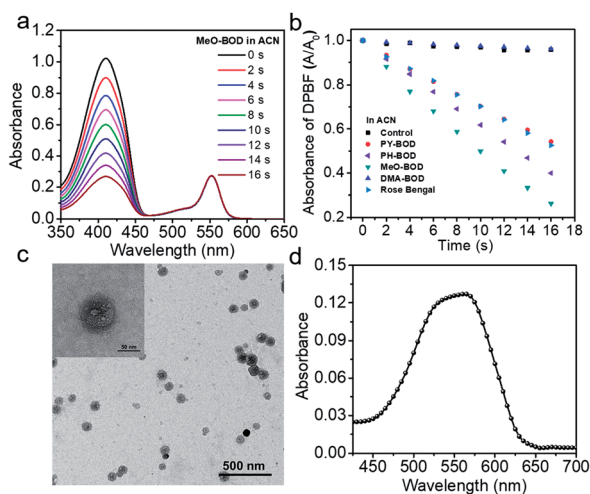 a
MeO-BOD in ACN
0 s
2 s
4 s
6 s
8 s
10 s
12 s
14 s
16 s
1.2
1.0
0.8
0.6
0.4
0.2
0.0
350 400 450 500 550 600 650
Wavelength (nm)
Absorbance
b
1.0
0.8
0.6
0.4
0.2
In ACN
Control
PY-BOD
PH-BOD
MeO-BOD
DMA-BOD
Rose Bengal
0 2 4 6 8 10 12 14 16 18
Time (s)
Absorbance of DPBF (A/A0)
c
50 nm
500 nm
d
0.15
0.12
0.09
0.06
0.03
0.00
450 500 550 600 650 700
Wavelength (nm)
Absorbance